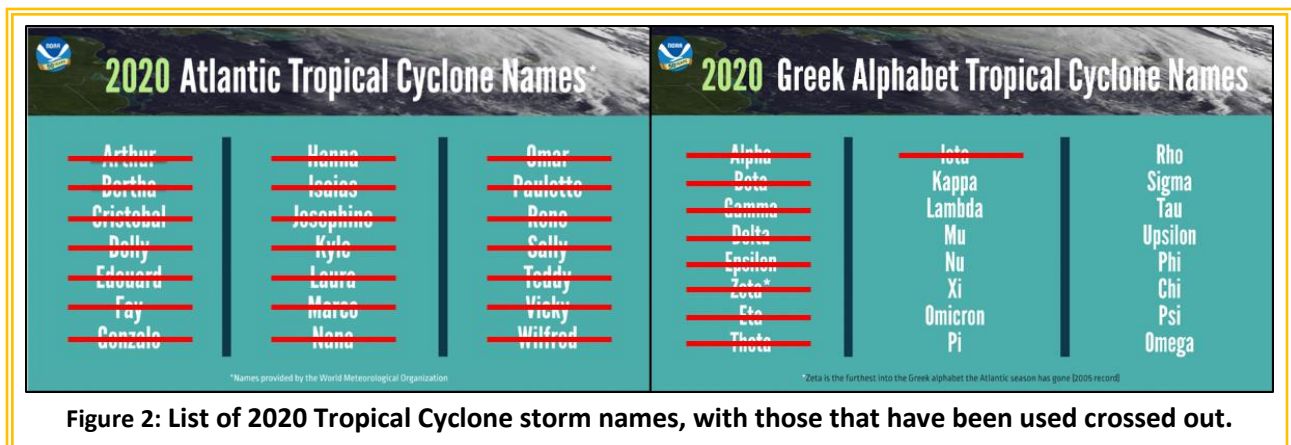 NOAA
2020 Atlantic Tropical Cyclone Names*
Arthur
Bertha
Cristobal
Dolly
Edouard
Fay
Gonzalo
Hanna
Isaias
Josephine
Kyle
Laura
Marco
Nana
Omar
Paulette
Rene
Sally
Teddy
Vicky
Wilfred
*Names provided by the World Meteorological Organization
NOAA
2020 Greek Alphabet Tropical Cyclone Names
Alpha
Beta
Gamma
Delta
Epsilon
Zeta*
Eta
Theta
Iota
Kappa
Lambda
Mu
Nu
Xi
Omicron
Pi
Rho
Sigma
Tau
Upsilon
Phi
Chi
Psi
Omega
*Zeta is the furthest into the Greek alphabet the Atlantic season has gone (2005 record)
Figure 2: List of 2020 Tropical Cyclone storm names, with those that have been used crossed out.